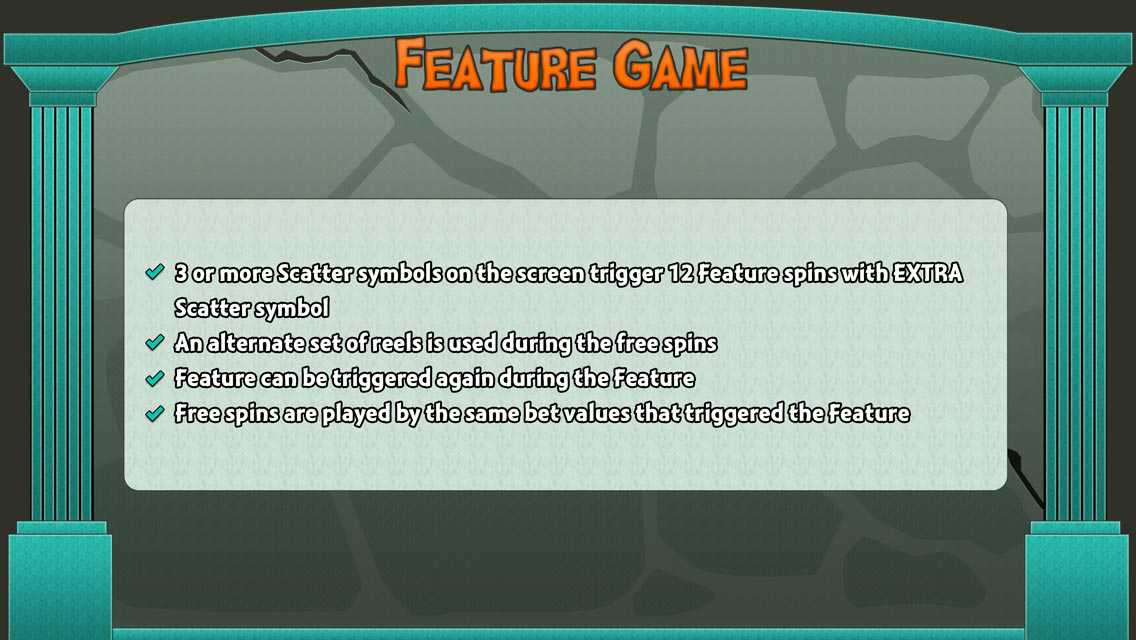 FEATURE GAME
3 or more Scatter symbols on the screen trigger 12 Feature spins with EXTRA
Scatter symbol
An alternate set of reels is used during the free spins
Feature can be triggered again during the Feature
Free spins are played by the same bet values that triggered the Feature